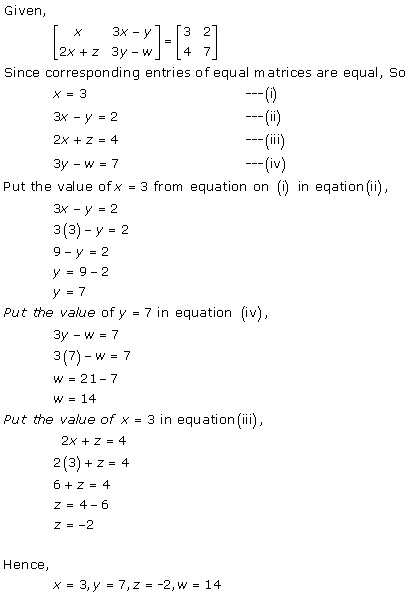 Given,
[x 3x − y
2x + z 3y − w] = [3 2
4 7]
Since corresponding entries of equal matrices are equal, So
x = 3 ---(i)
3x − y = 2 ---(ii)
2x + z = 4 ---(iii)
3y − w = 7 ---(iv)
Put the value of x = 3 from equation on (i) in eqation(ii),
3x − y = 2
3(3) − y = 2
9 − y = 2
y = 9 − 2
y = 7
Put the value of y = 7 in equation (iv),
3y − w = 7
3(7) − w = 7
w = 21 − 7
w = 14
Put the value of x = 3 in equation(iii),
2x + z = 4
2(3) + z = 4
6 + z = 4
z = 4 − 6
z = −2
Hence,
x = 3, y = 7, z = −2, w = 14